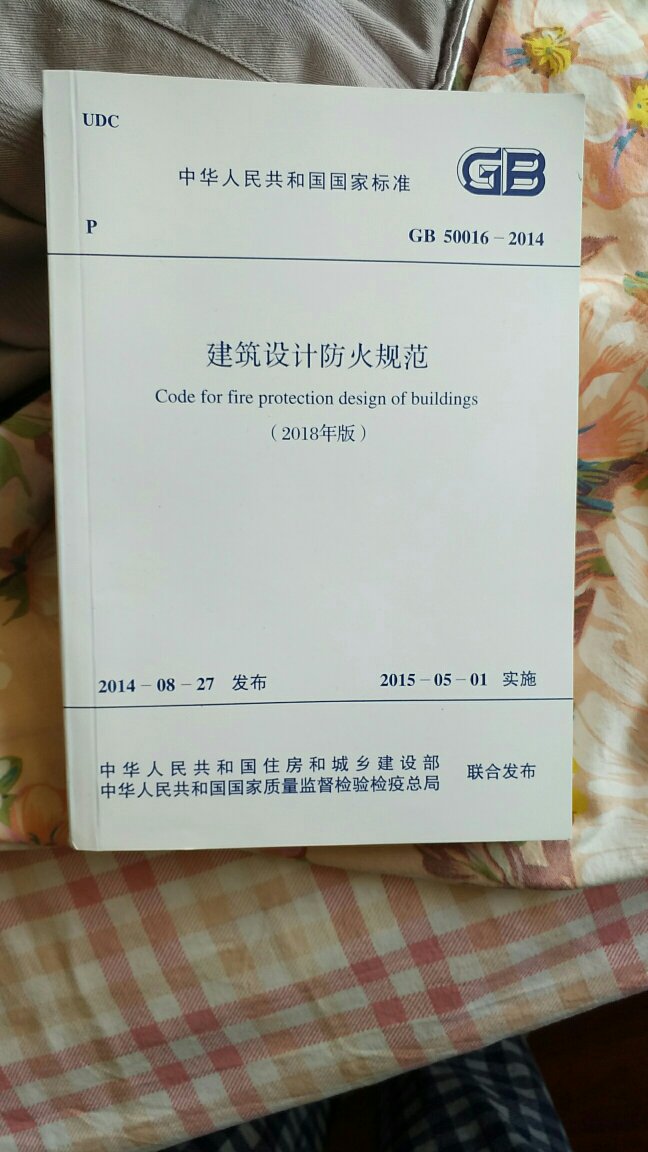 UDC
中华人民共和国国家标准
GB
P
GB 50016－2014
建筑设计防火规范
Code for fire protection design of buildings
（2018年版）
2014－08－27 发布
2015－05－01 实施
中华人民共和国住房和城乡建设部
中华人民共和国国家质量监督检验检疫总局
联合发布